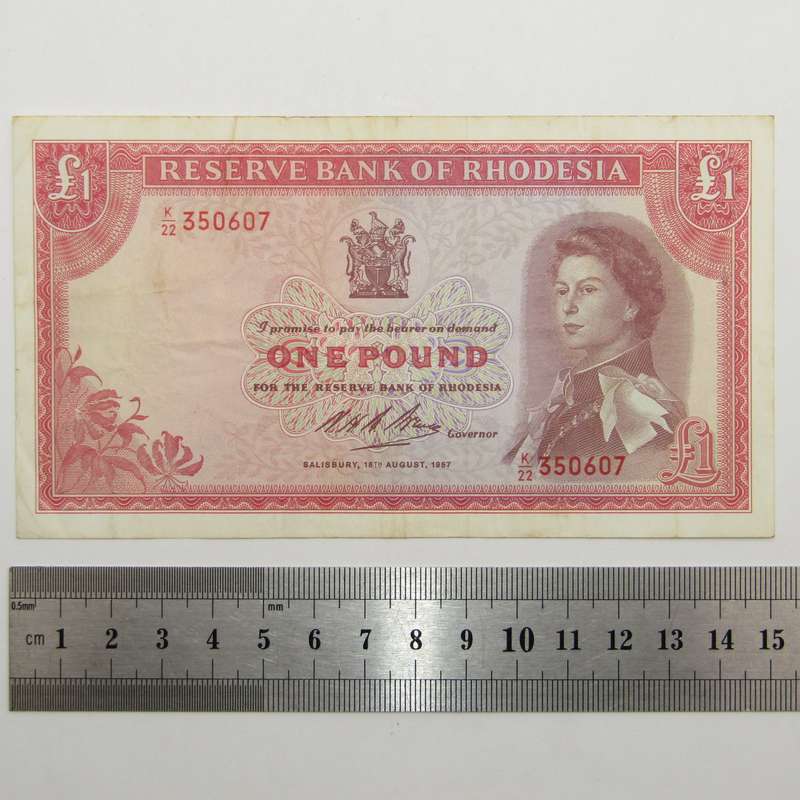 £1 RESERVE BANK OF RHODESIA £1
K/22 350607
I promise to pay the bearer on demand
ONE POUND
FOR THE RESERVE BANK OF RHODESIA
Governor
K/22 350607 £1
SALISBURY, 18TH AUGUST, 1967
0.5mm mm
cm 1 2 3 4 5 6 7 8 9 10 11 12 13 14 15